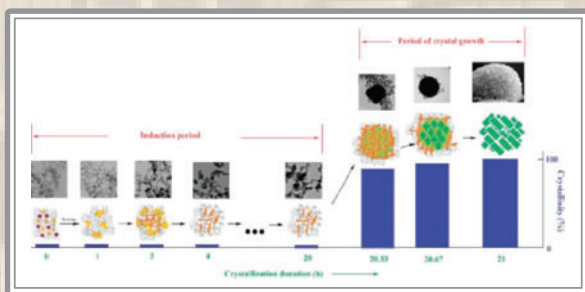 Period of crystal growth
Induction period
100
Crystallinity (%)
0
0 1 2 4 20 20.33 20.67 21
Crystallization duration (h)